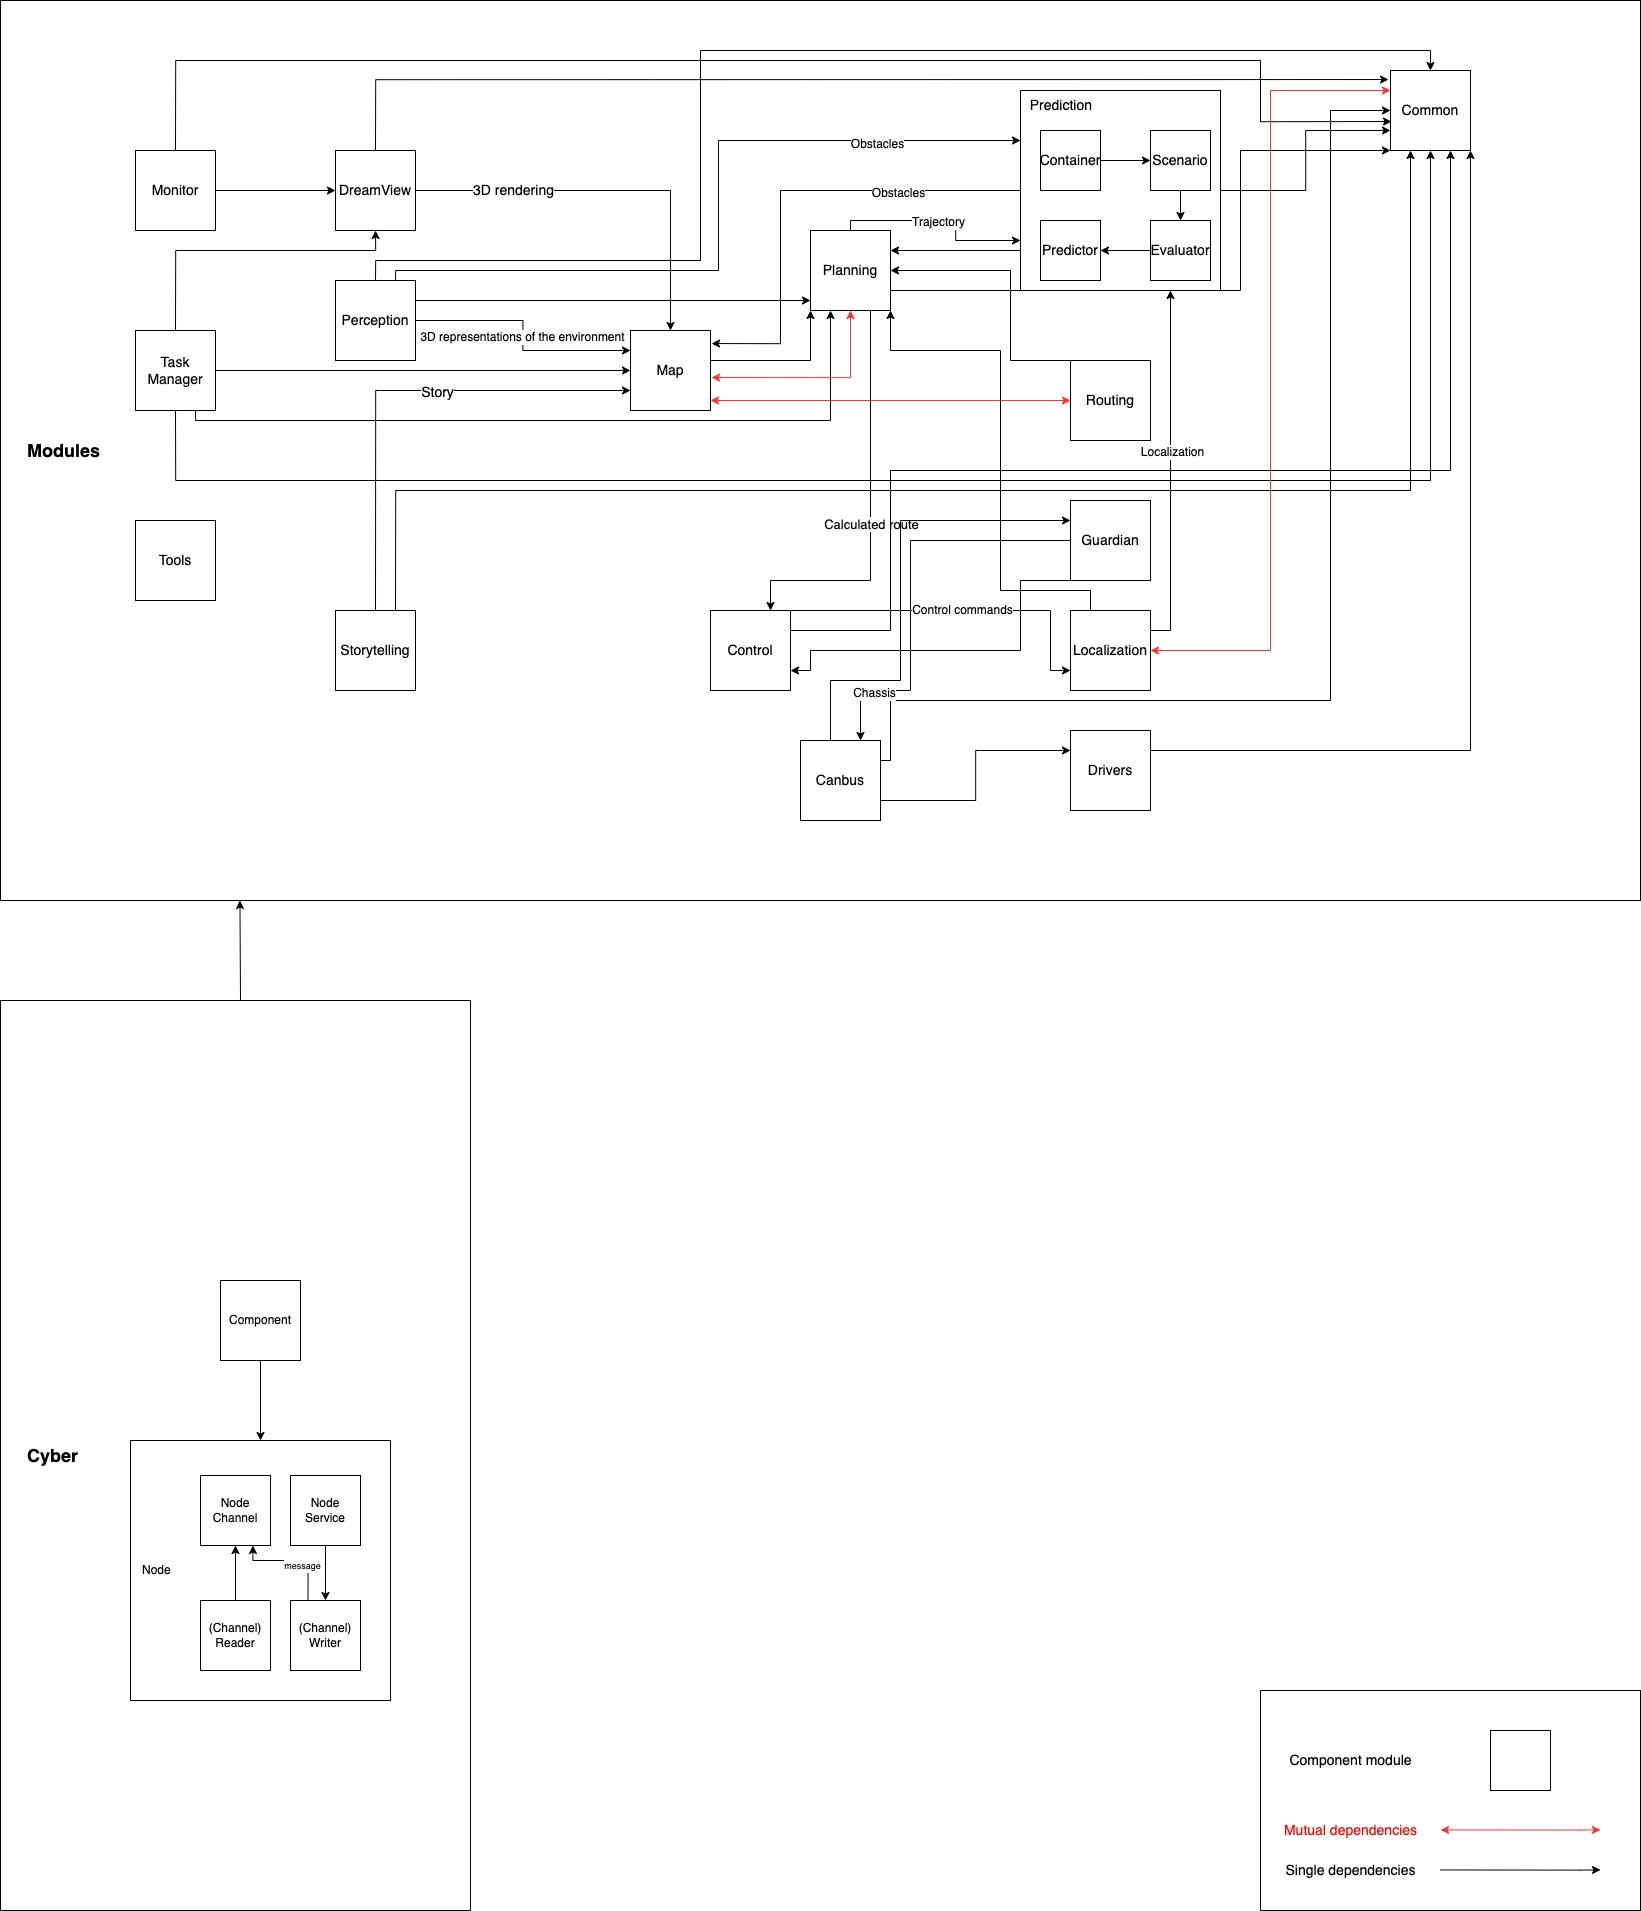 Prediction
Common
Obstacles
Container
Scenario
Monitor
DreamView
3D rendering
Obstacles
Trajectory
Predictor
Evaluator
Planning
Perception
3D representations of the environment
Task
Manager
Map
Story
Routing
Modules
Localization
Calculated route
Guardian
Tools
Control commands
Storytelling
Control
Localization
Chassis
Canbus
Drivers
Component
Cyber
Node
Channel
Node
Service
message
Node
(Channel)
Reader
(Channel)
Writer
Component module
Mutual dependencies
Single dependencies